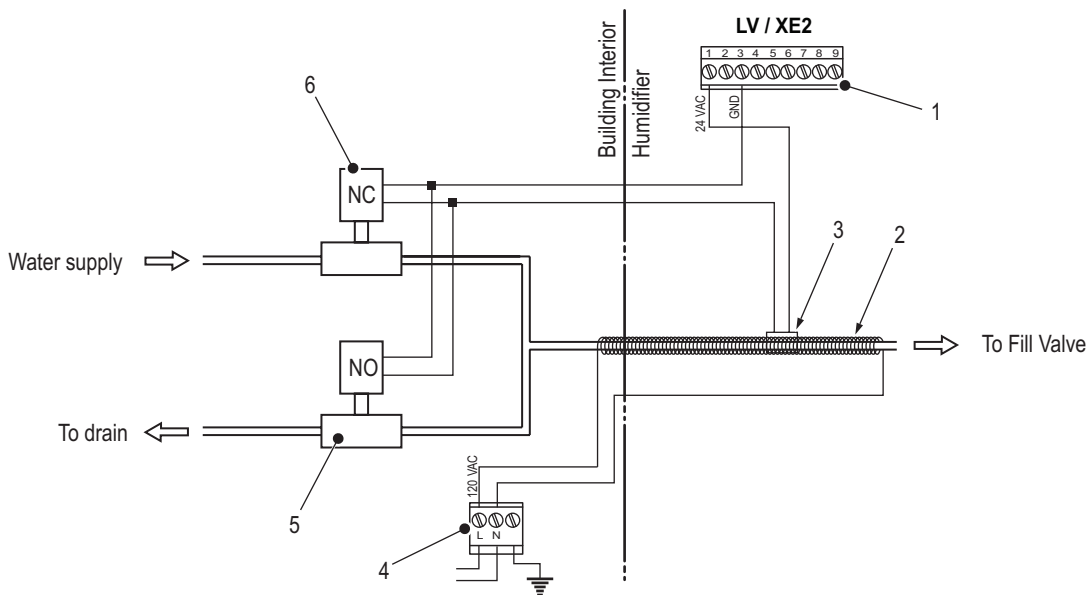 LV / XE2
1 2 3 4 5 6 7 8 9
1
24 VAC
GND
Building Interior
Humidifier
6
NC
Water supply
3
2
To Fill Valve
NO
To drain
5
120 VAC
L N
4